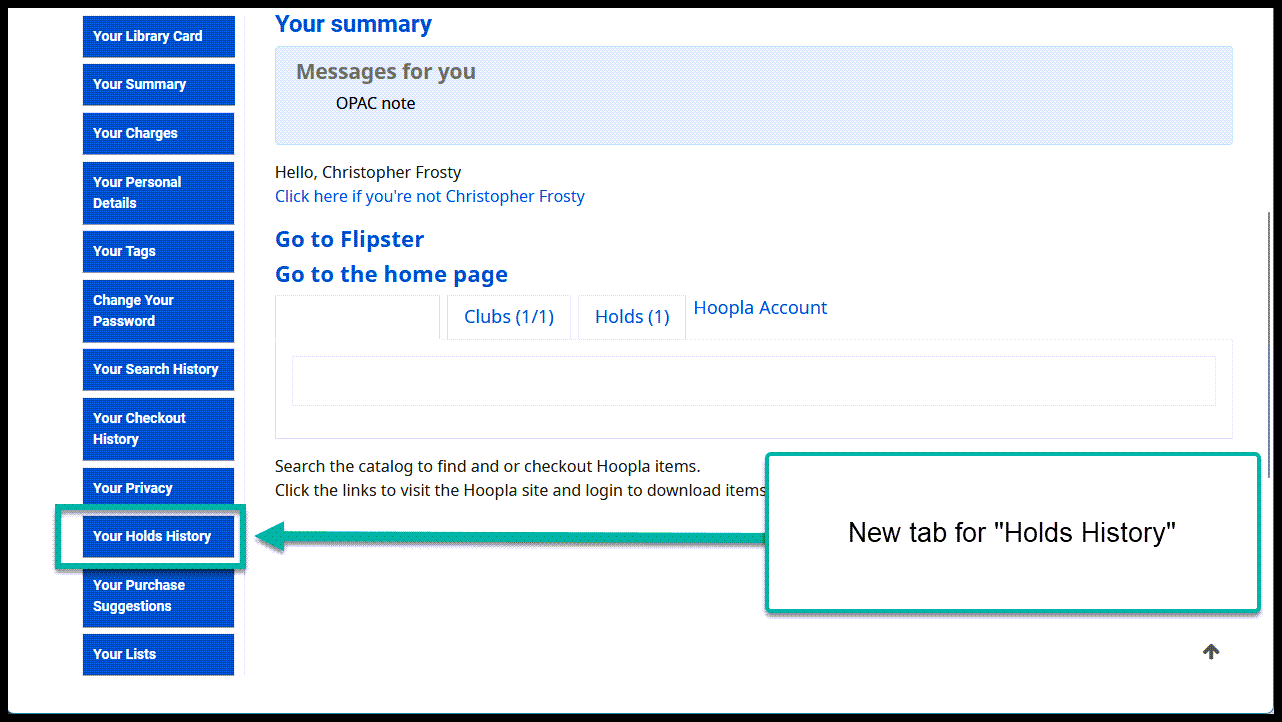 Your Library Card
Your Summary
Your Charges
Your Personal
Details
Your Tags
Change Your
Password
Your Search History
Your Checkout
History
Your Privacy
Your Holds History
Your Purchase
Suggestions
Your Lists
Your summary
Messages for you
OPAC note
Hello, Christopher Frosty
Click here if you're not Christopher Frosty
Go to Flipster
Go to the home page
Clubs (1/1)
Holds (1)
Hoopla Account
Search the catalog to find and or checkout Hoopla items.
Click the links to visit the Hoopla site and login to download items
New tab for "Holds History"